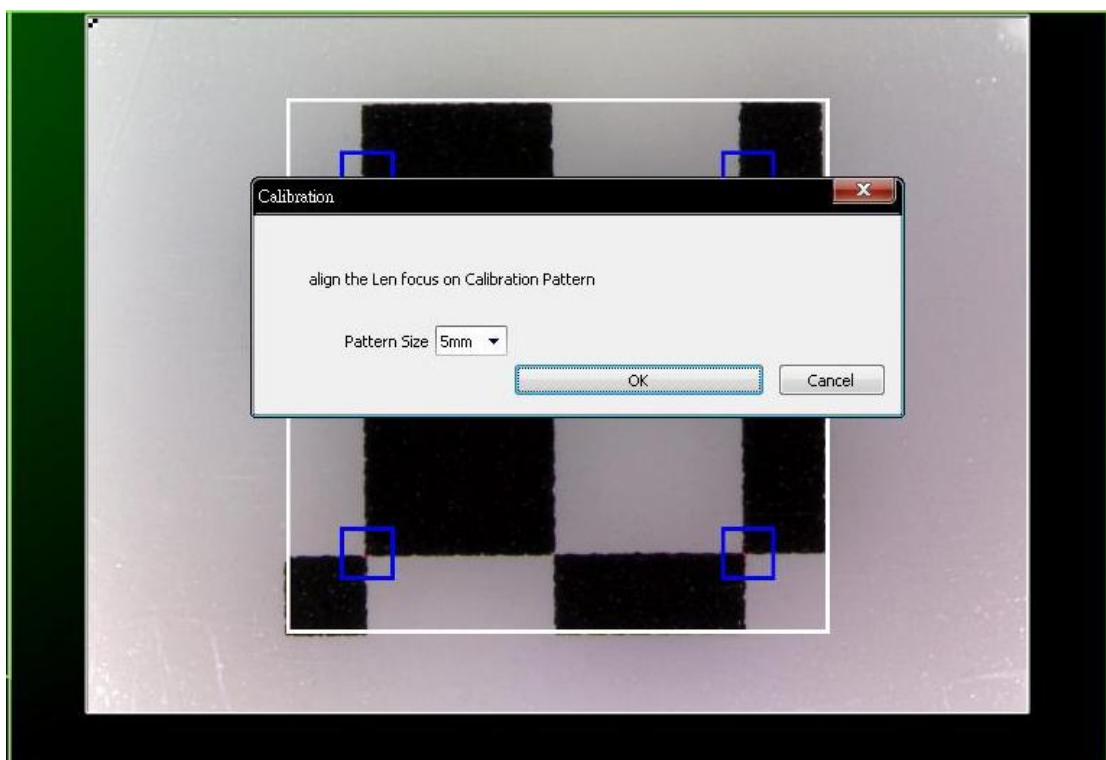 Calibration
align the Len focus on Calibration Pattern
Pattern Size 5mm
OK Cancel